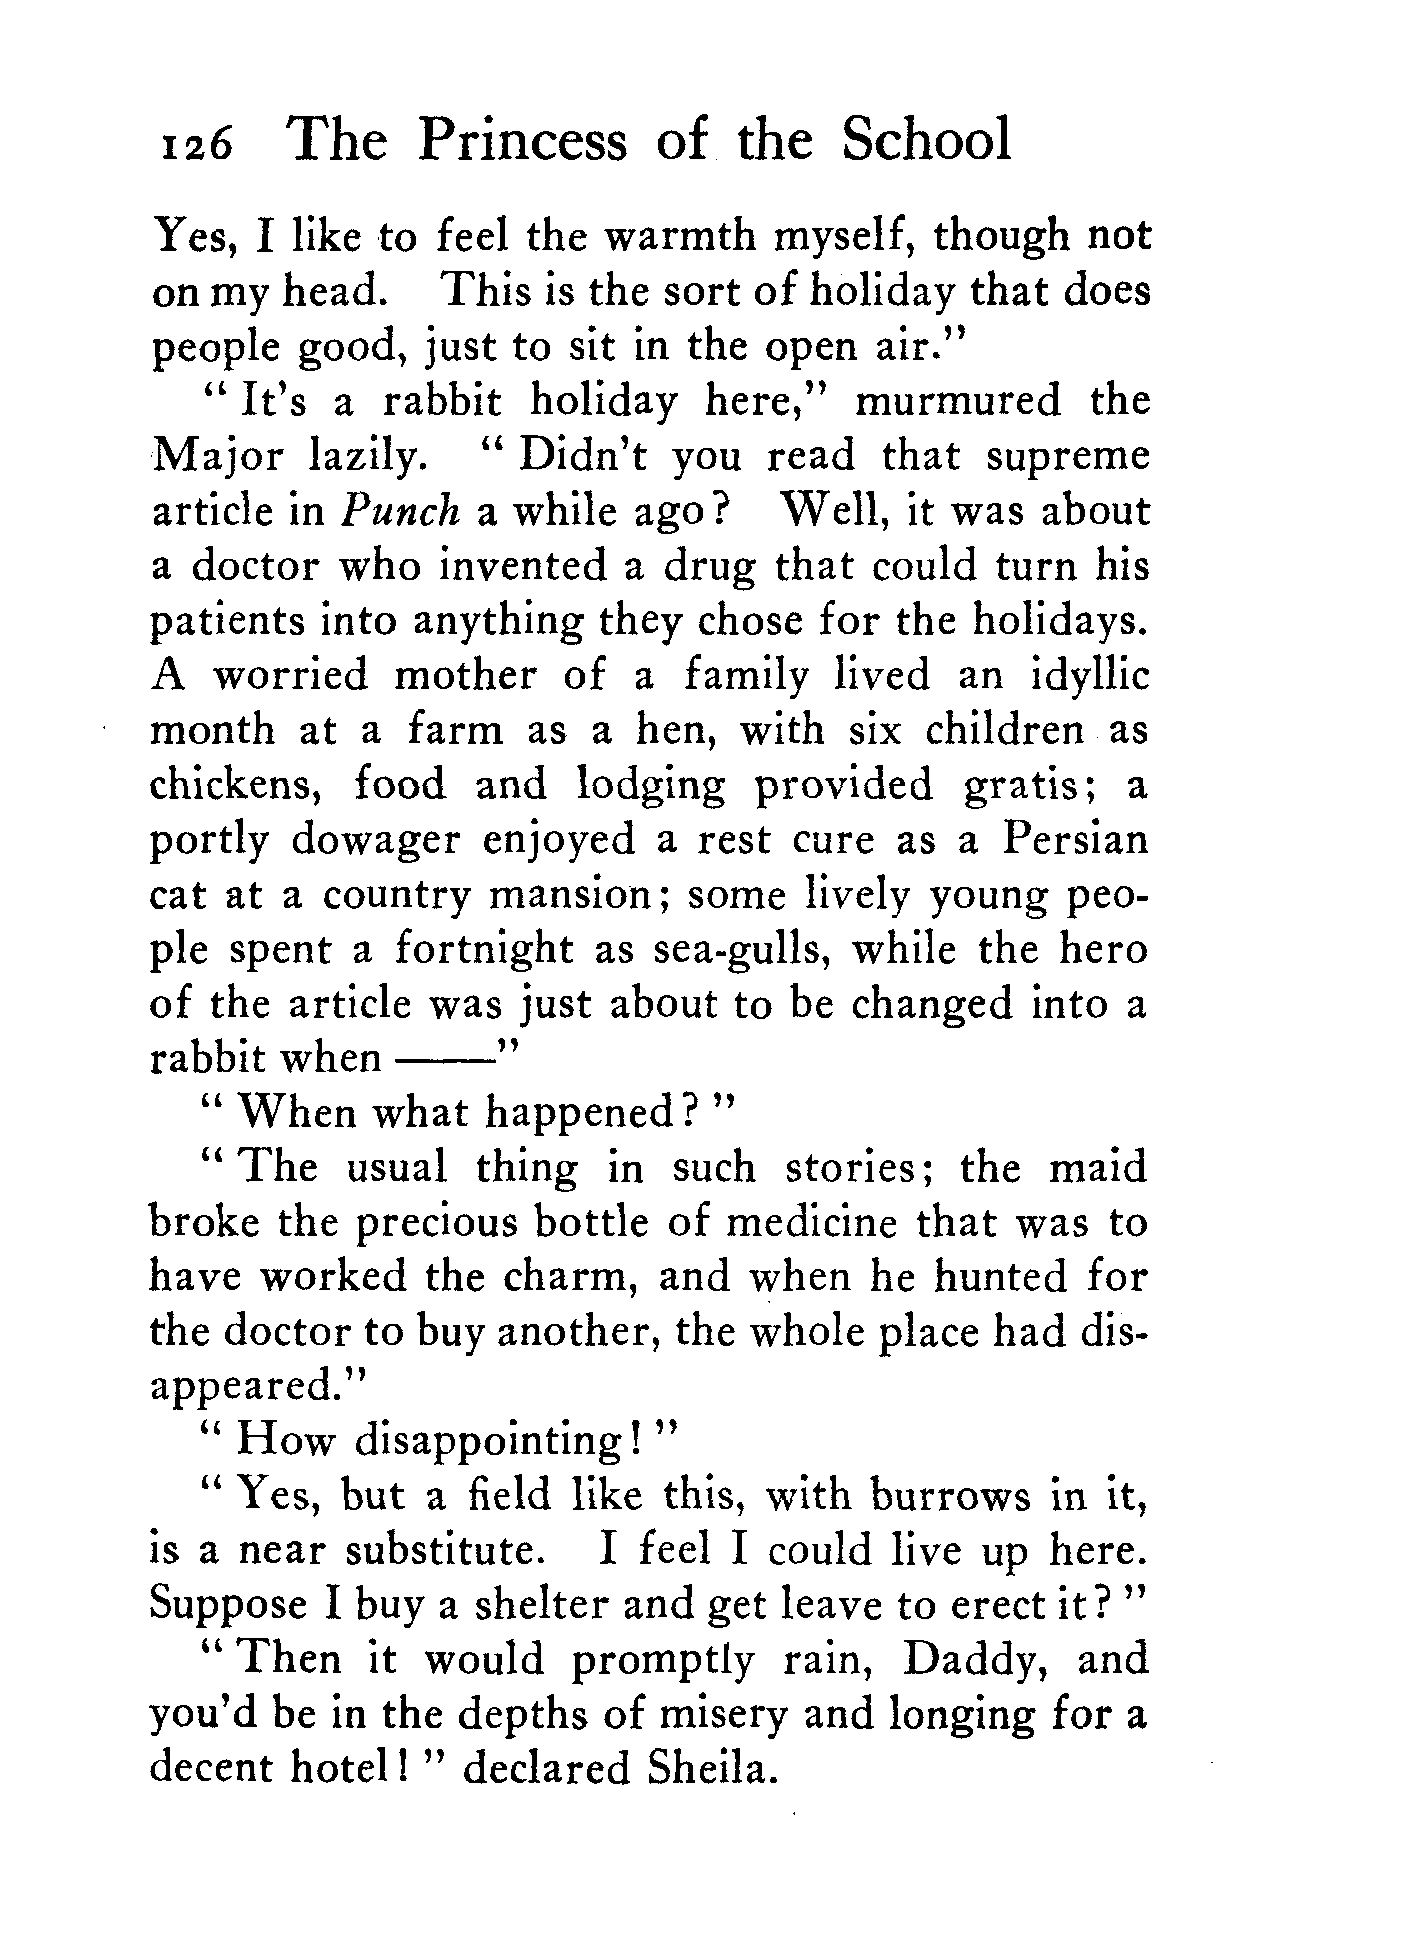 126 The Princess of the School
Yes, I like to feel the warmth myself, though not
on my head. This is the sort of holiday that does
people good, just to sit in the open air."
" It's a rabbit holiday here," murmured the
Major lazily. " Didn't you read that supreme
article in Punch a while ago? Well, it was about
a doctor who invented a drug that could turn his
patients into anything they chose for the holidays.
A worried mother of a family lived an idyllic
month at a farm as a hen, with six children as
chickens, food and lodging provided gratis; a
portly dowager enjoyed a rest cure as a Persian
cat at a country mansion; some lively young peo-
ple spent a fortnight as sea-gulls, while the hero
of the article was just about to be changed into a
rabbit when ——"
" When what happened? "
" The usual thing in such stories; the maid
broke the precious bottle of medicine that was to
have worked the charm, and when he hunted for
the doctor to buy another, the whole place had dis-
appeared."
" How disappointing! "
" Yes, but a field like this, with burrows in it,
is a near substitute. I feel I could live up here.
Suppose I buy a shelter and get leave to erect it? "
" Then it would promptly rain, Daddy, and
you'd be in the depths of misery and longing for a
decent hotel! " declared Sheila.